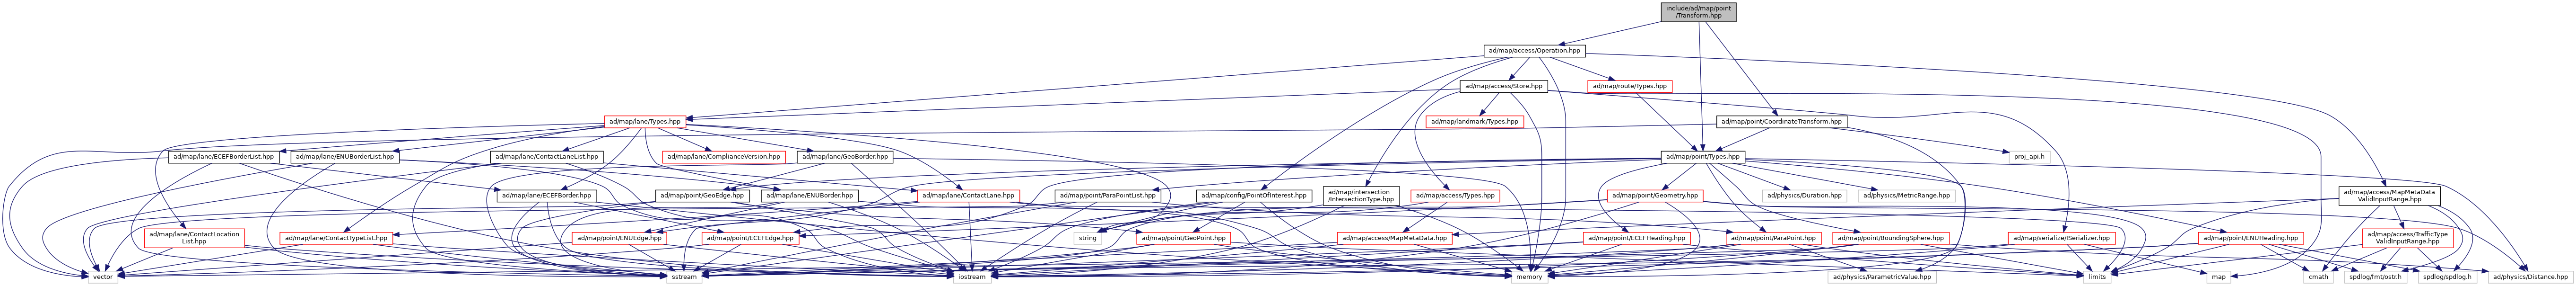 include/ad/map/point
/Transform.hpp
ad/map/access/Operation.hpp
ad/map/access/Store.hpp
ad/map/route/Types.hpp
ad/map/lane/Types.hpp
ad/map/landmark/Types.hpp
ad/map/point/CoordinateTransform.hpp
ad/map/lane/ECEFBorderList.hpp
ad/map/lane/ENUBorderList.hpp
ad/map/lane/ContactLaneList.hpp
ad/map/lane/ComplianceVersion.hpp
ad/map/lane/GeoBorder.hpp
ad/map/point/Types.hpp
proj_api.h
ad/map/lane/ECEFBorder.hpp
ad/map/point/GeoEdge.hpp
ad/map/lane/ENUBorder.hpp
ad/map/lane/ContactLane.hpp
ad/map/point/ParaPointList.hpp
ad/map/config/PointOfInterest.hpp
ad/map/intersection
/IntersectionType.hpp
ad/map/access/Types.hpp
ad/map/point/Geometry.hpp
ad/physics/Duration.hpp
ad/physics/MetricRange.hpp
ad/map/access/MapMetaData
ValidInputRange.hpp
ad/map/lane/ContactLocation
List.hpp
ad/map/lane/ContactTypeList.hpp
ad/map/point/ENUEdge.hpp
ad/map/point/ECEFEdge.hpp
string
ad/map/point/GeoPoint.hpp
ad/map/access/MapMetaData.hpp
ad/map/point/ECEFHeading.hpp
ad/map/point/ParaPoint.hpp
ad/map/point/BoundingSphere.hpp
ad/map/serialize/ISerializer.hpp
ad/map/point/ENUHeading.hpp
ad/map/access/TrafficType
ValidInputRange.hpp
vector
sstream
iostream
memory
ad/physics/ParametricValue.hpp
limits
map
cmath
spdlog/fmt/ostr.h
spdlog/spdlog.h
ad/physics/Distance.hpp